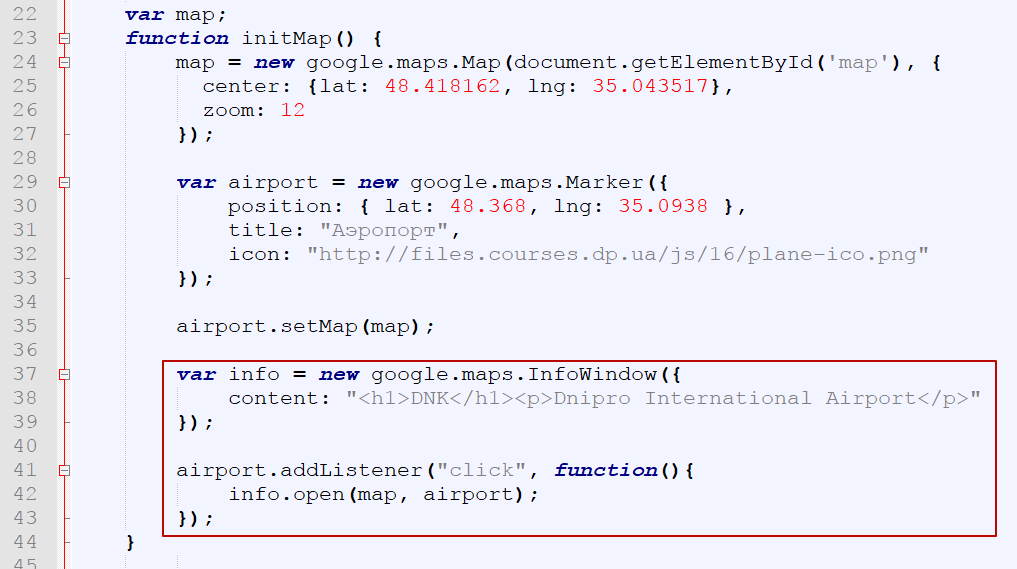 22 var map;
23 function initMap() {
24 map = new google.maps.Map(document.getElementById('map'), {
25 center: {lat: 48.418162, lng: 35.043517},
26 zoom: 12
27 });
28
29 var airport = new google.maps.Marker({
30 position: { lat: 48.368, lng: 35.0938 },
31 title: "Аэропорт",
32 icon: "http://files.courses.dp.ua/js/16/plane-ico.png"
33 });
34
35 airport.setMap(map);
36
37 var info = new google.maps.InfoWindow({
38 content: "<h1>DNK</h1><p>Dnipro International Airport</p>"
39 });
40
41 airport.addListener("click", function(){
42 info.open(map, airport);
43 });
44 }
45